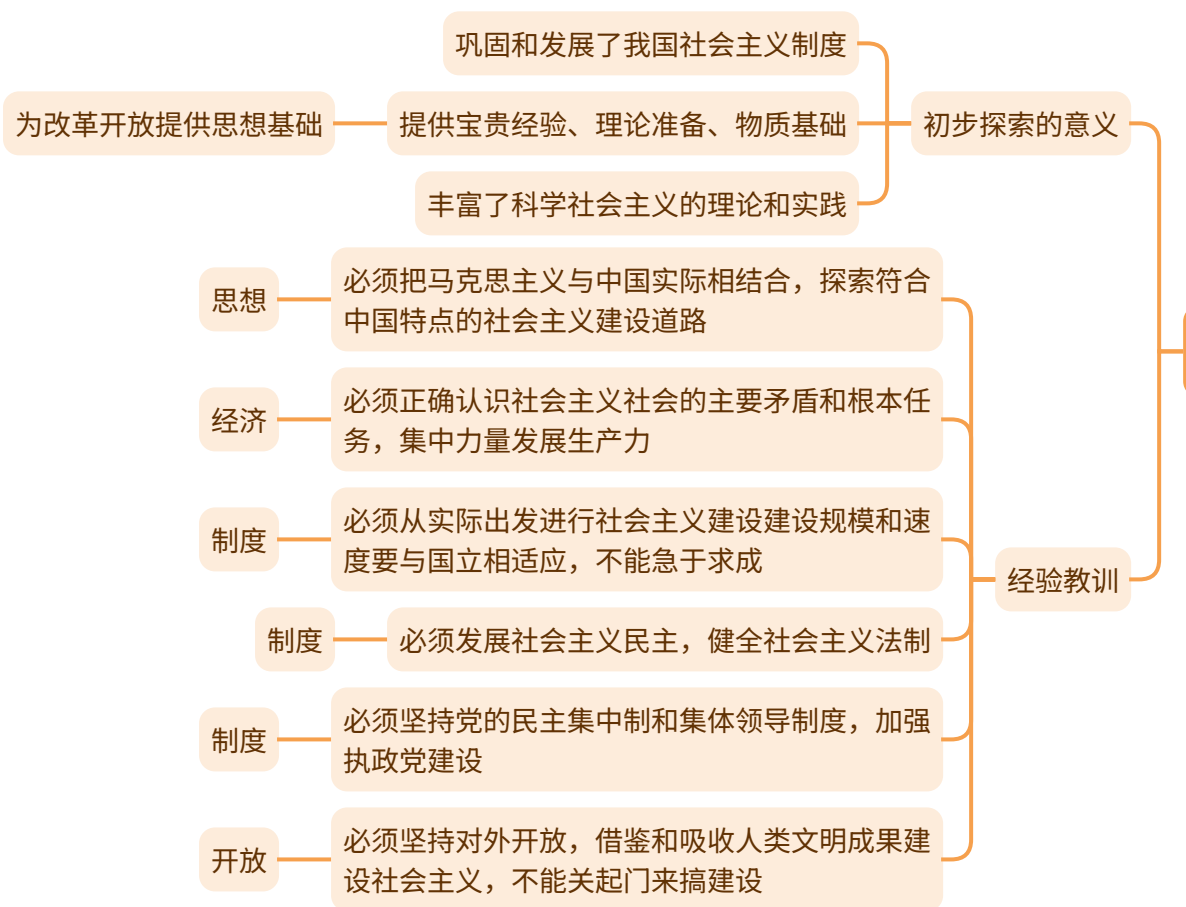 巩固和发展了我国社会主义制度
为改革开放提供思想基础
提供宝贵经验、理论准备、物质基础
初步探索的意义
丰富了科学社会主义的理论和实践
思想
必须把马克思主义与中国实际相结合，探索符合
中国特点的社会主义建设道路
经济
必须正确认识社会主义社会的主要矛盾和根本任
务，集中力量发展生产力
制度
必须从实际出发进行社会主义建设建设规模和速
度要与国立相适应，不能急于求成
经验教训
制度
必须发展社会主义民主，健全社会主义法制
制度
必须坚持党的民主集中制和集体领导制度，加强
执政党建设
开放
必须坚持对外开放，借鉴和吸收人类文明成果建
设社会主义，不能关起门来搞建设